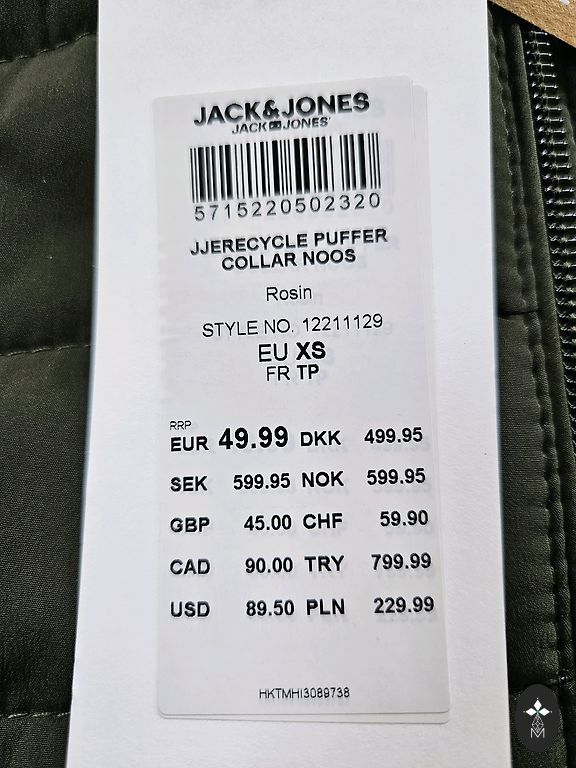 JACK&JONES
JACK&JONES
5715220502320
JJERECYCLE PUFFER
COLLAR NOOS
Rosin
STYLE NO. 12211129
EU XS
FR TP
RRP
EUR 49.99 DKK 499.95
SEK 599.95 NOK 599.95
GBP 45.00 CHF 59.90
CAD 90.00 TRY 799.99
USD 89.50 PLN 229.99
HKTMHI3089738
M